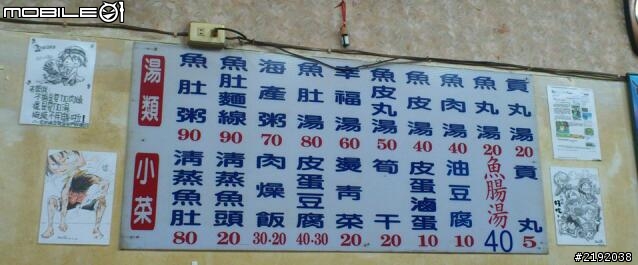 MOBILE01
湯類
魚肚粥 90
魚肚麵線 90
海產粥 70
魚肚湯 80
幸福湯 60
魚皮丸湯 50
魚皮湯 40
魚肉湯 40
魚丸湯 20
貢丸湯 20
小菜
清蒸魚肚 80
清蒸魚頭 20
肉燥飯 30·20
皮蛋豆腐 40·30
燙青菜 20
筍干 20
皮蛋滷蛋 10
油豆腐 10
魚腸湯 40
貢丸 5
#2192038